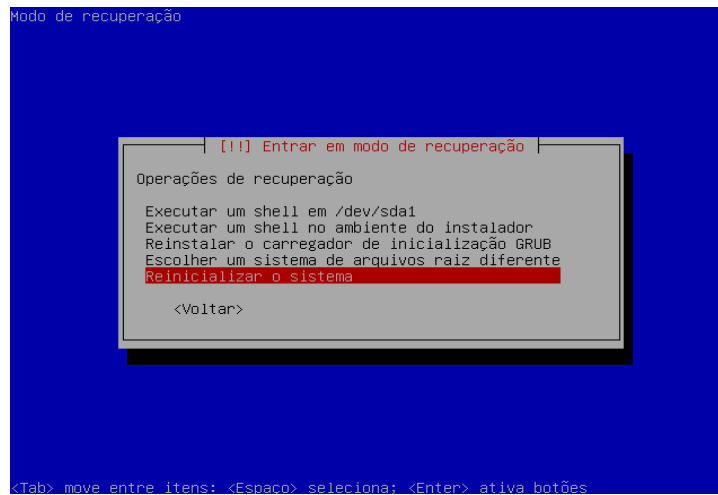 Modo de recuperação
[!!] Entrar em modo de recuperação
Operações de recuperação
Executar um shell em /dev/sda1
Executar um shell no ambiente do instalador
Reinstalar o carregador de inicialização GRUB
Escolher um sistema de arquivos raiz diferente
Reinicializar o sistema
<Voltar>
<Tab> move entre itens: <Espaço> seleciona; <Enter> ativa botões